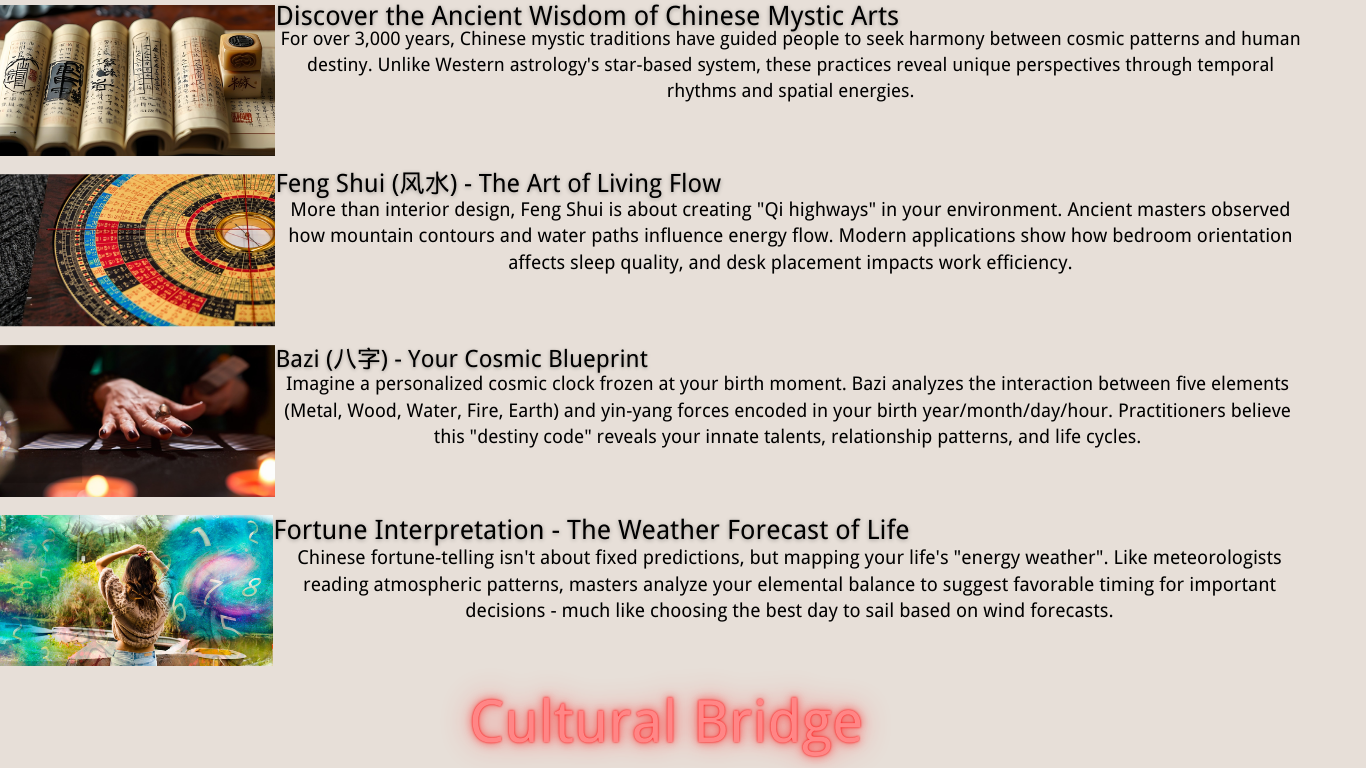 Discover the Ancient Wisdom of Chinese Mystic Arts
For over 3,000 years, Chinese mystic traditions have guided people to seek harmony between cosmic patterns and human
destiny. Unlike Western astrology's star-based system, these practices reveal unique perspectives through temporal
rhythms and spatial energies.
Feng Shui (风水) - The Art of Living Flow
More than interior design, Feng Shui is about creating "Qi highways" in your environment. Ancient masters observed
how mountain contours and water paths influence energy flow. Modern applications show how bedroom orientation
affects sleep quality, and desk placement impacts work efficiency.
Bazi (八字) - Your Cosmic Blueprint
Imagine a personalized cosmic clock frozen at your birth moment. Bazi analyzes the interaction between five elements
(Metal, Wood, Water, Fire, Earth) and yin-yang forces encoded in your birth year/month/day/hour. Practitioners believe
this "destiny code" reveals your innate talents, relationship patterns, and life cycles.
Fortune Interpretation - The Weather Forecast of Life
Chinese fortune-telling isn't about fixed predictions, but mapping your life's "energy weather". Like meteorologists
reading atmospheric patterns, masters analyze your elemental balance to suggest favorable timing for important
decisions - much like choosing the best day to sail based on wind forecasts.
Cultural Bridge